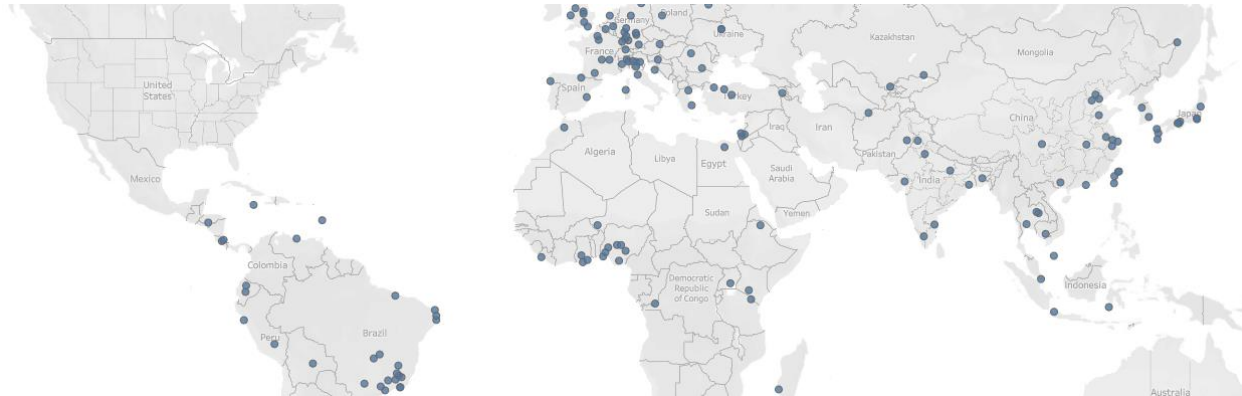 Germany
Poland
Ukraine
Kazakhstan
Mongolia
France
United
States
Spain
Turkey
China
Japan
Iraq
Iran
Algeria
Libya
Egypt
Pakistan
Mexico
Saudi
Arabia
India
Sudan
Yemen
Colombia
Democratic
Republic
of Congo
Indonesia
Peru
Brazil
Australia